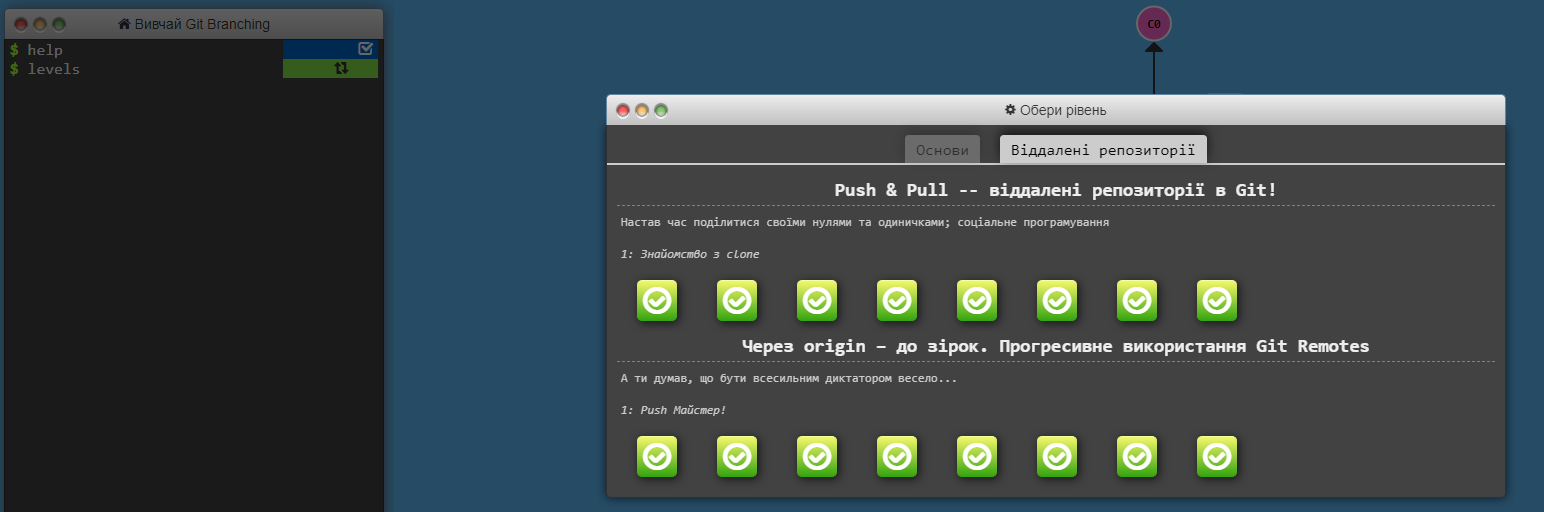 Вивчай Git Branching
$ help
$ levels
C0
Обери рівень
Основи
Віддалені репозиторії
Push & Pull -- віддалені репозиторії в Git!
Настав час поділитися своїми нулями та одиничками; соціальне програмування
1: Знайомство з clone
Через origin – до зірок. Прогресивне використання Git Remotes
А ти думав, що бути всесильним диктатором весело...
1: Push Майстер!